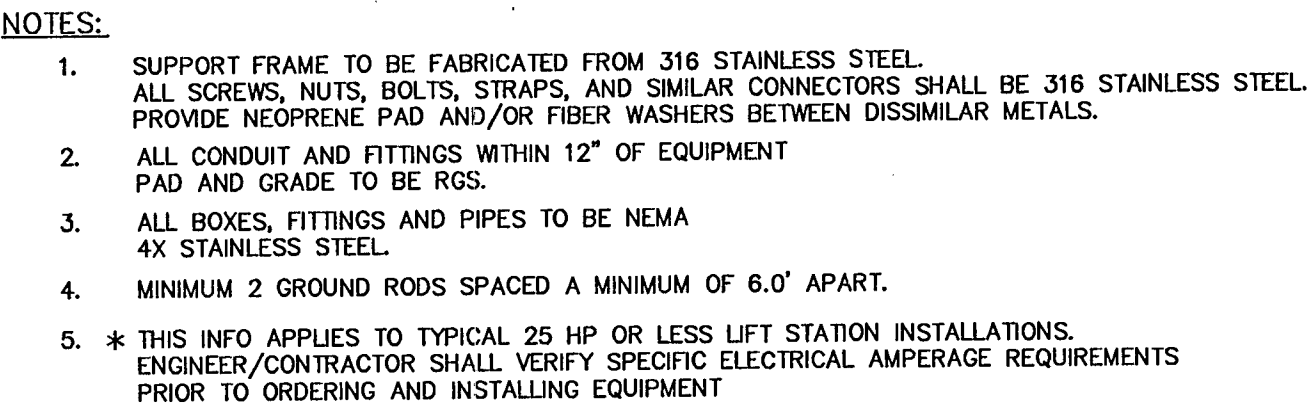 NOTES:
1. SUPPORT FRAME TO BE FABRICATED FROM 316 STAINLESS STEEL.
ALL SCREWS, NUTS, BOLTS, STRAPS, AND SIMILAR CONNECTORS SHALL BE 316 STAINLESS STEEL.
PROVIDE NEOPRENE PAD AND/OR FIBER WASHERS BETWEEN DISSIMILAR METALS.
2. ALL CONDUIT AND FITTINGS WITHIN 12" OF EQUIPMENT
PAD AND GRADE TO BE RGS.
3. ALL BOXES, FITTINGS AND PIPES TO BE NEMA
4X STAINLESS STEEL.
4. MINIMUM 2 GROUND RODS SPACED A MINIMUM OF 6.0' APART.
5. * THIS INFO APPLIES TO TYPICAL 25 HP OR LESS LIFT STATION INSTALLATIONS.
ENGINEER/CONTRACTOR SHALL VERIFY SPECIFIC ELECTRICAL AMPERAGE REQUIREMENTS
PRIOR TO ORDERING AND INSTALLING EQUIPMENT